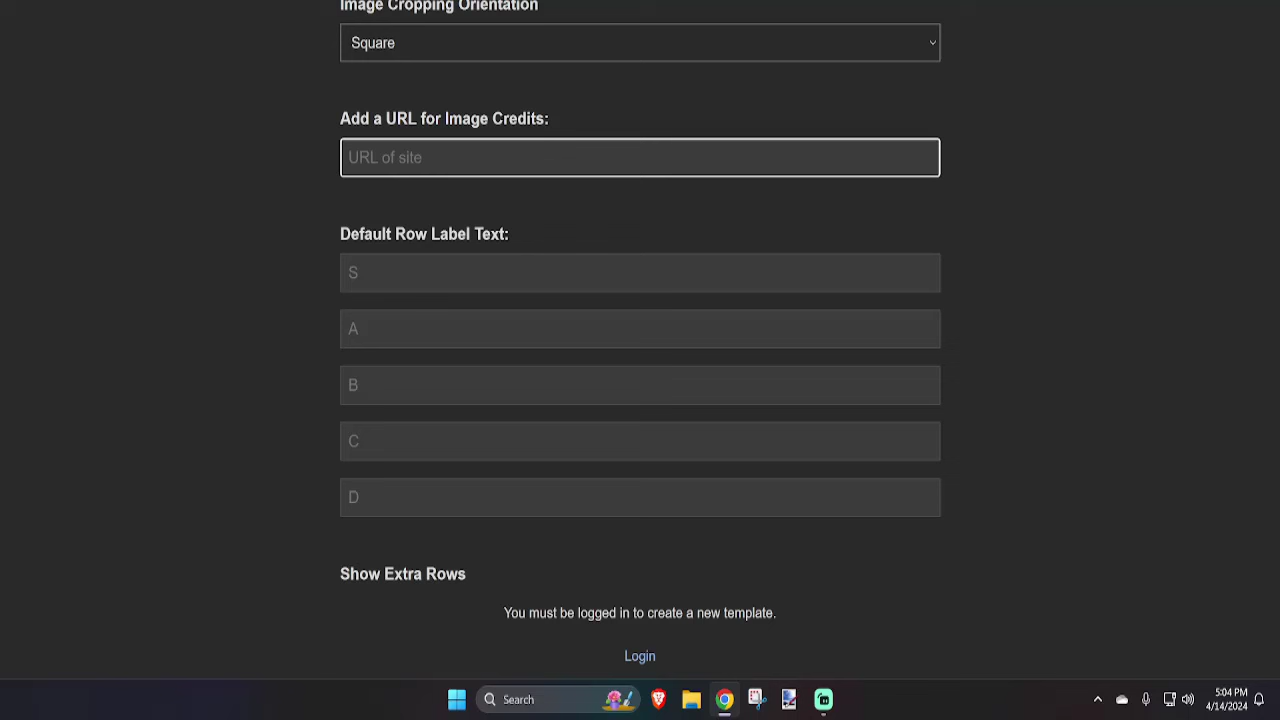 Image Cropping Orientation
Square
Add a URL for Image Credits:
URL of site
Default Row Label Text:
S
A
B
C
D
Show Extra Rows
You must be logged in to create a new template.
Login
Search
5:04 PM
4/14/2024